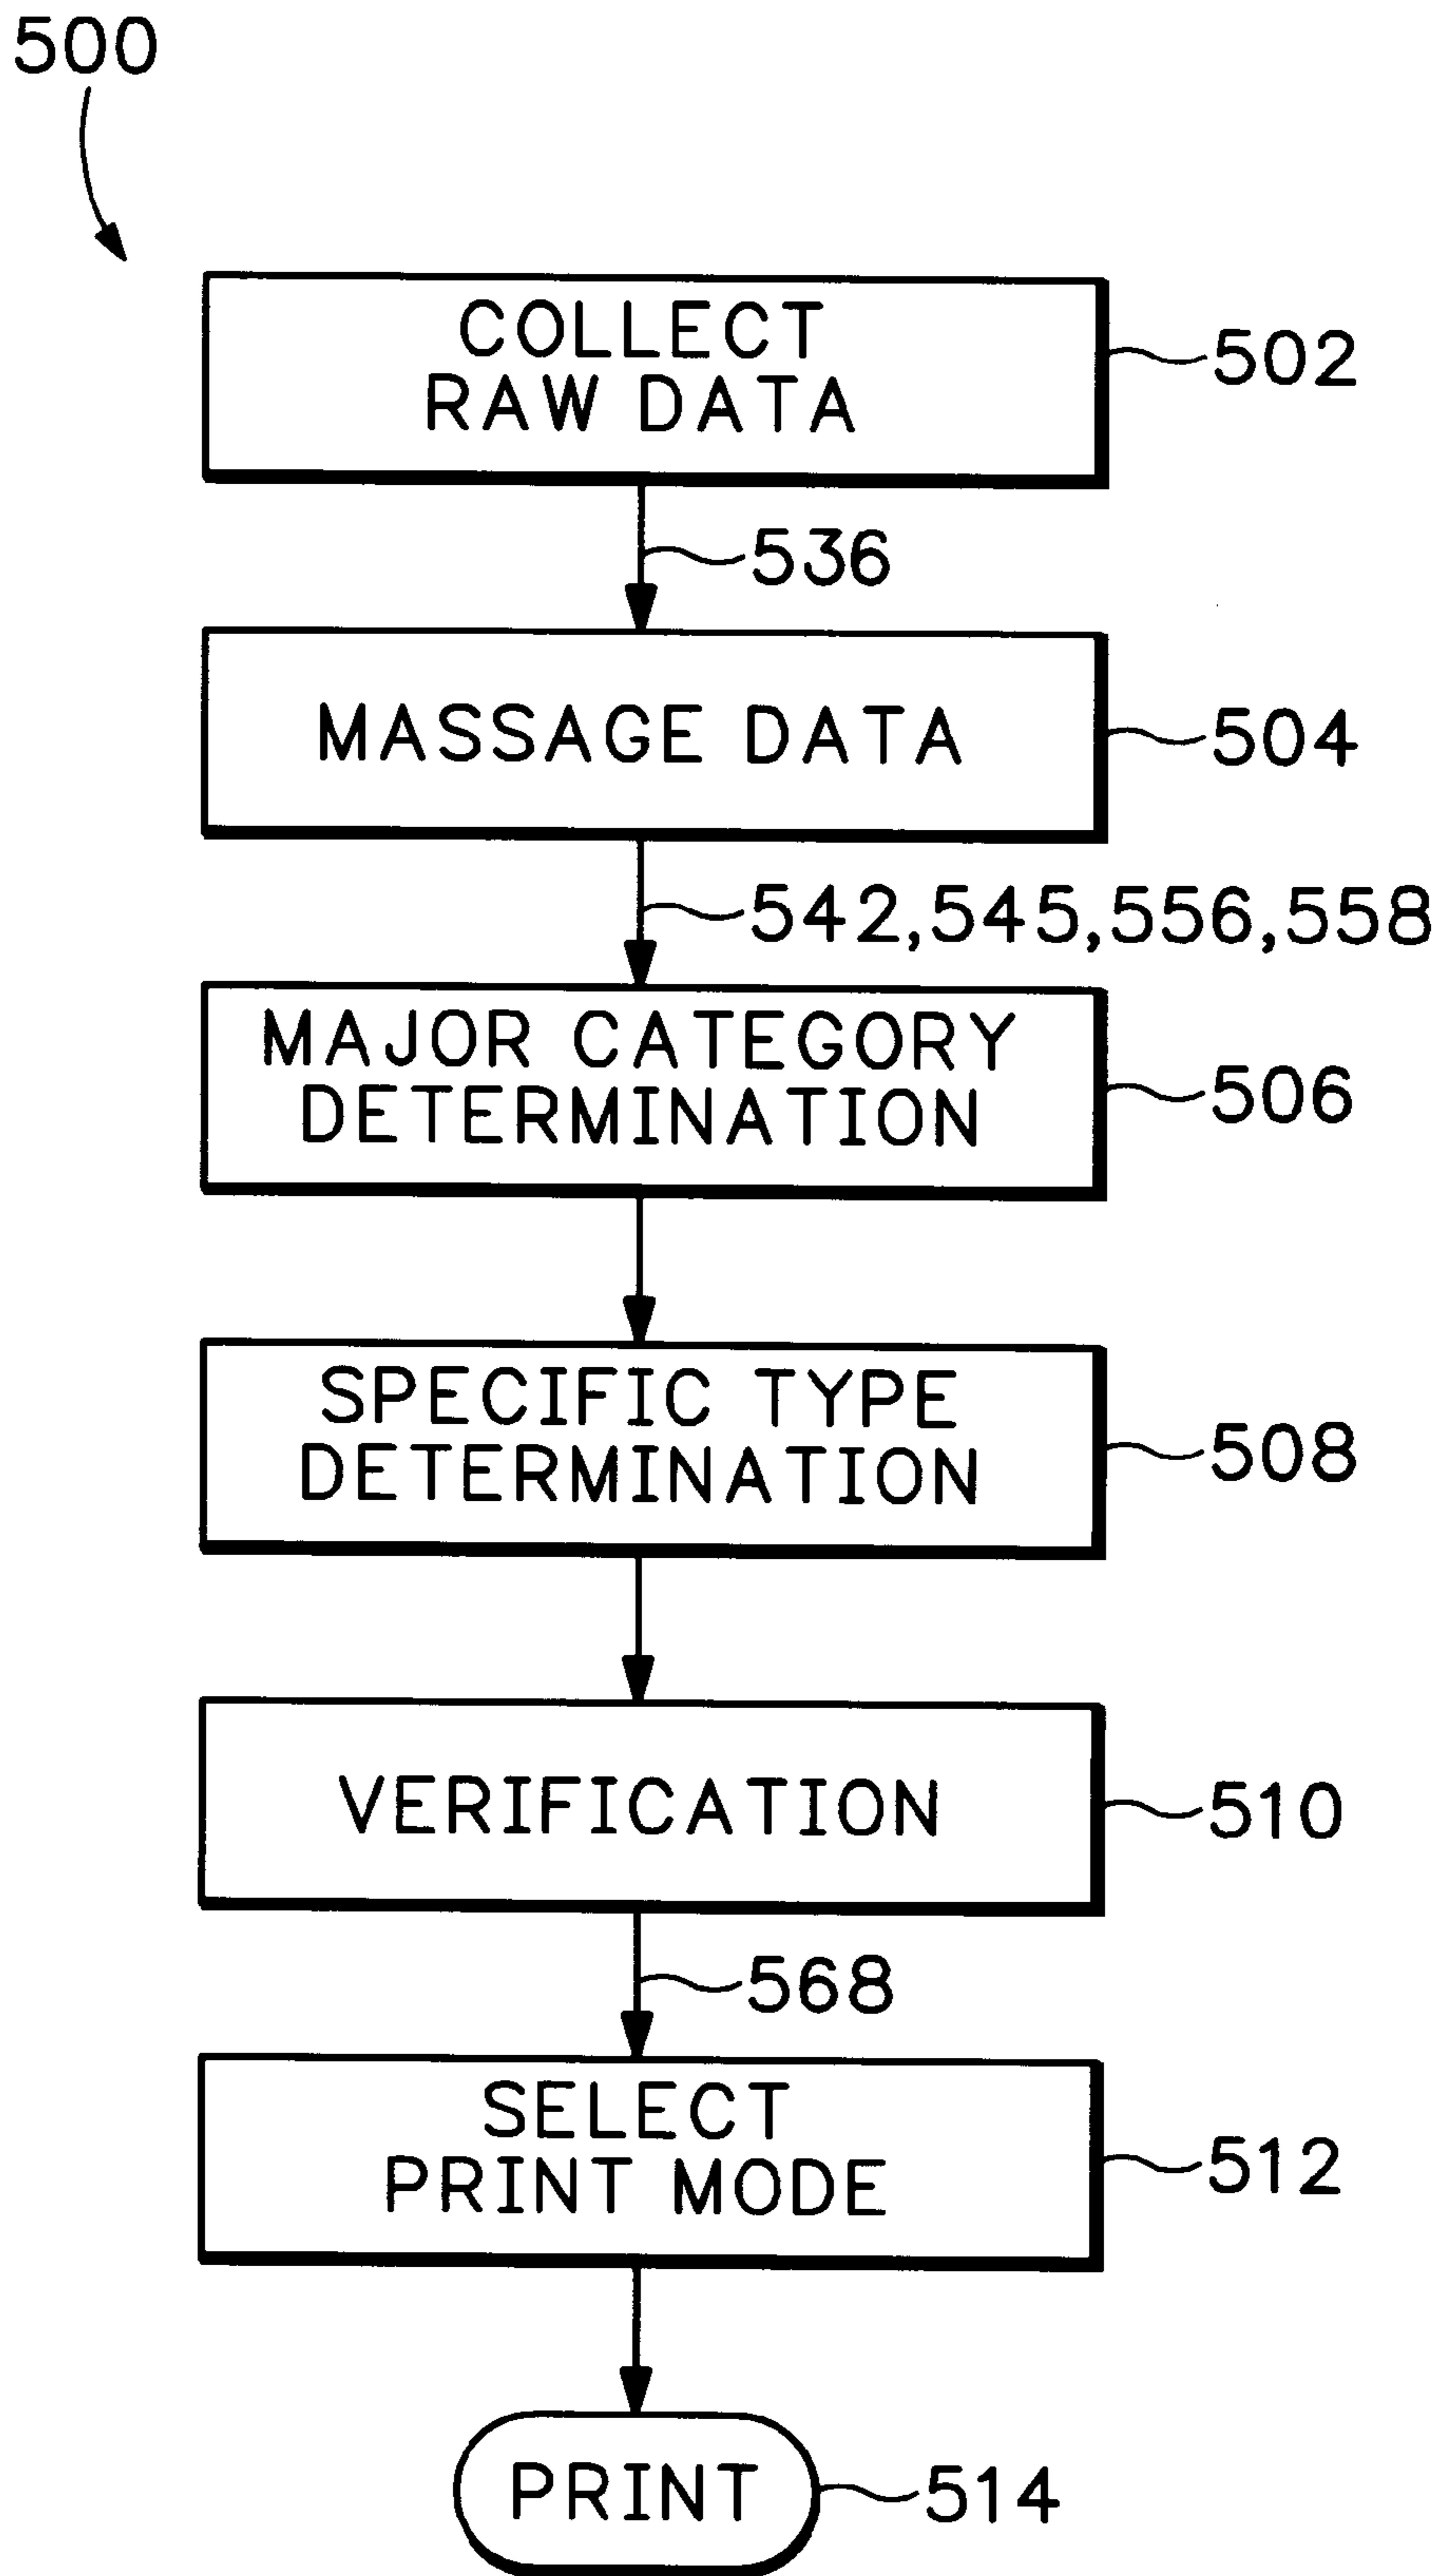 500
COLLECT
RAW DATA
502
536
MASSAGE DATA
504
542,545,556,558
MAJOR CATEGORY
DETERMINATION
506
SPECIFIC TYPE
DETERMINATION
508
VERIFICATION
510
568
SELECT
PRINT MODE
512
PRINT
514